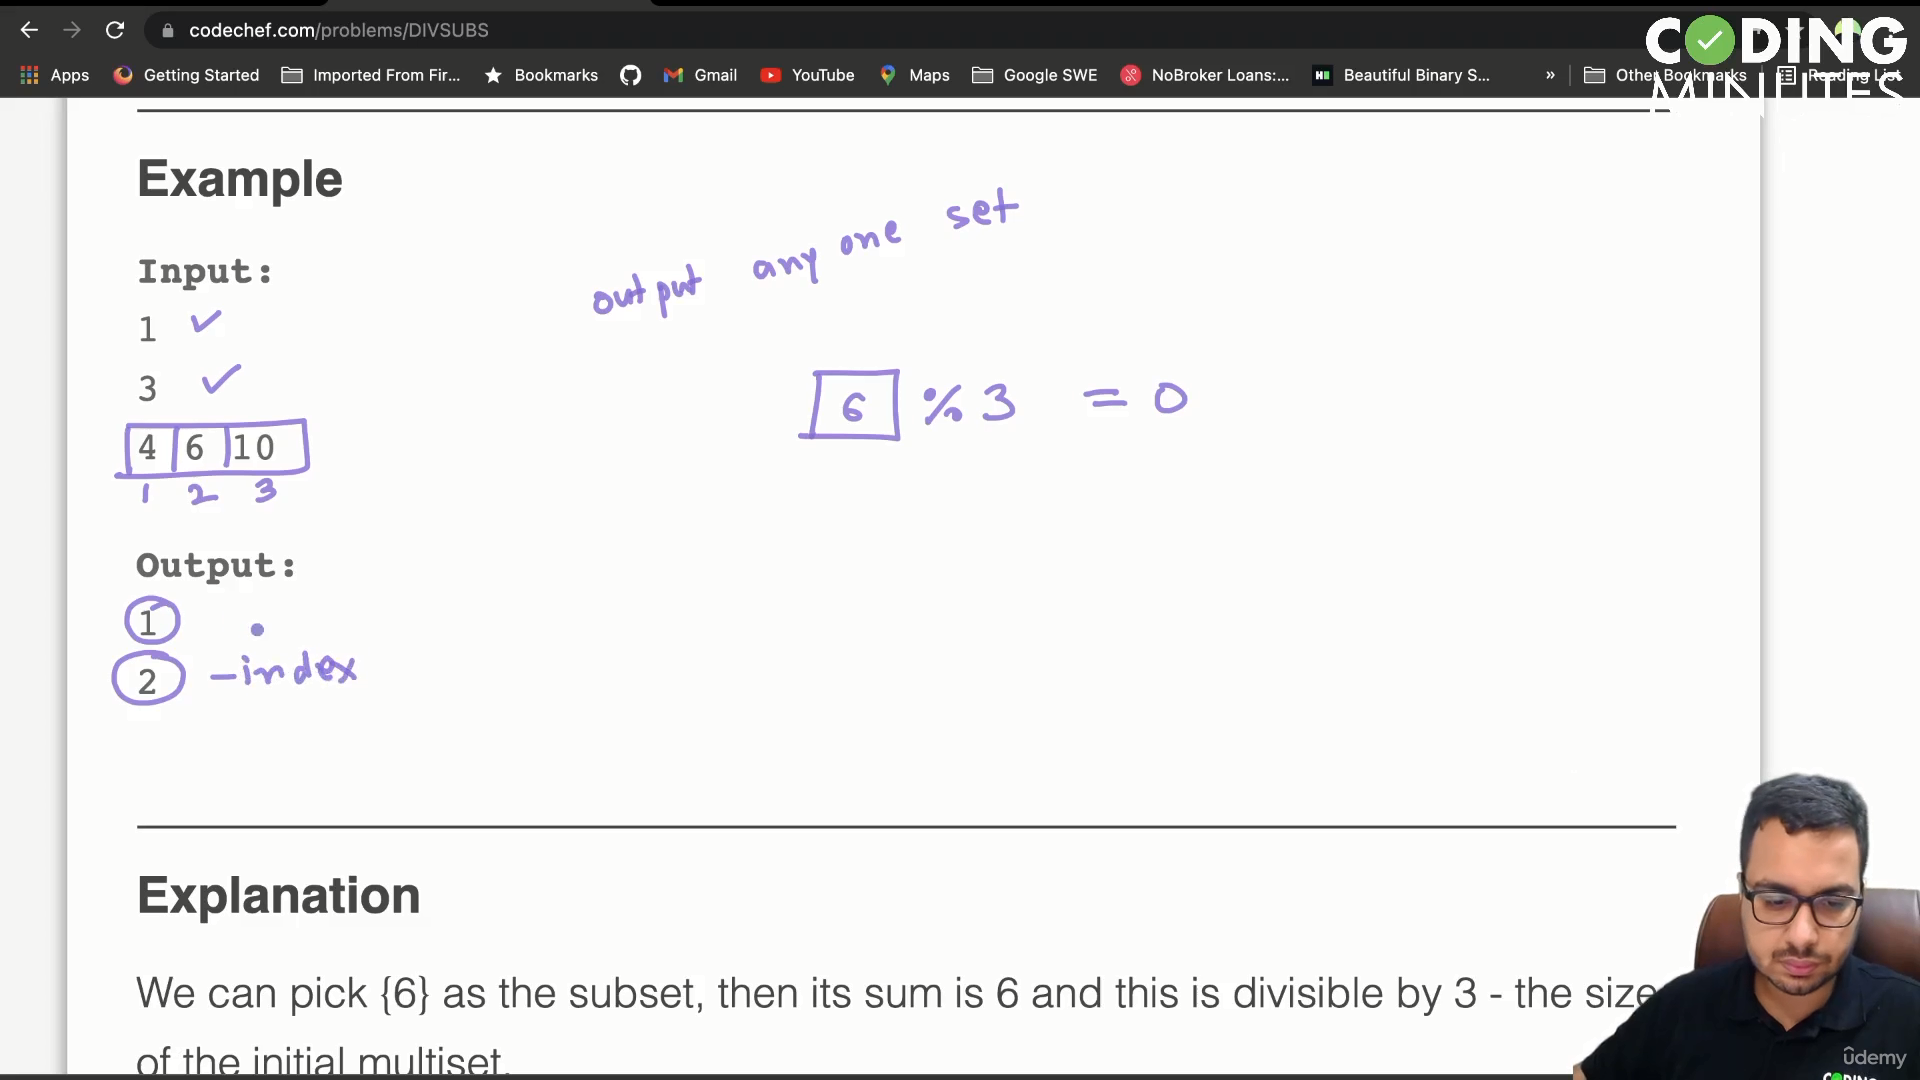 codechef.com/problems/DIVSUBS
CODING
MINUTES
Apps Getting Started Imported From Fir... Bookmarks Gmail YouTube Maps Google SWE NoBroker Loans:... Beautiful Binary S... » Other Bookmarks Reading List
Example
output any one set
Input:
1
3
6 % 3 = 0
4 6 10
1 2 3
Output:
1
2 - index
Explanation
We can pick {6} as the subset, then its sum is 6 and this is divisible by 3 - the size
of the initial multiset.
ûdemy